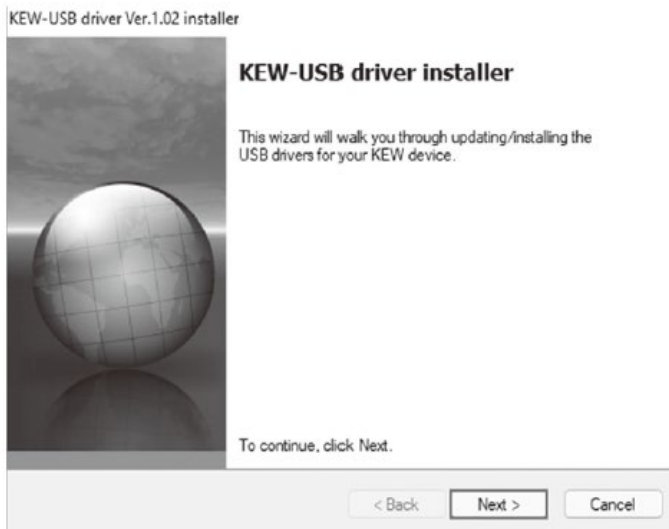 KEW-USB driver Ver.1.02 installer
KEW-USB driver installer
This wizard will walk you through updating/installing the
USB drivers for your KEW device.
To continue, click Next.
< Back
Next >
Cancel